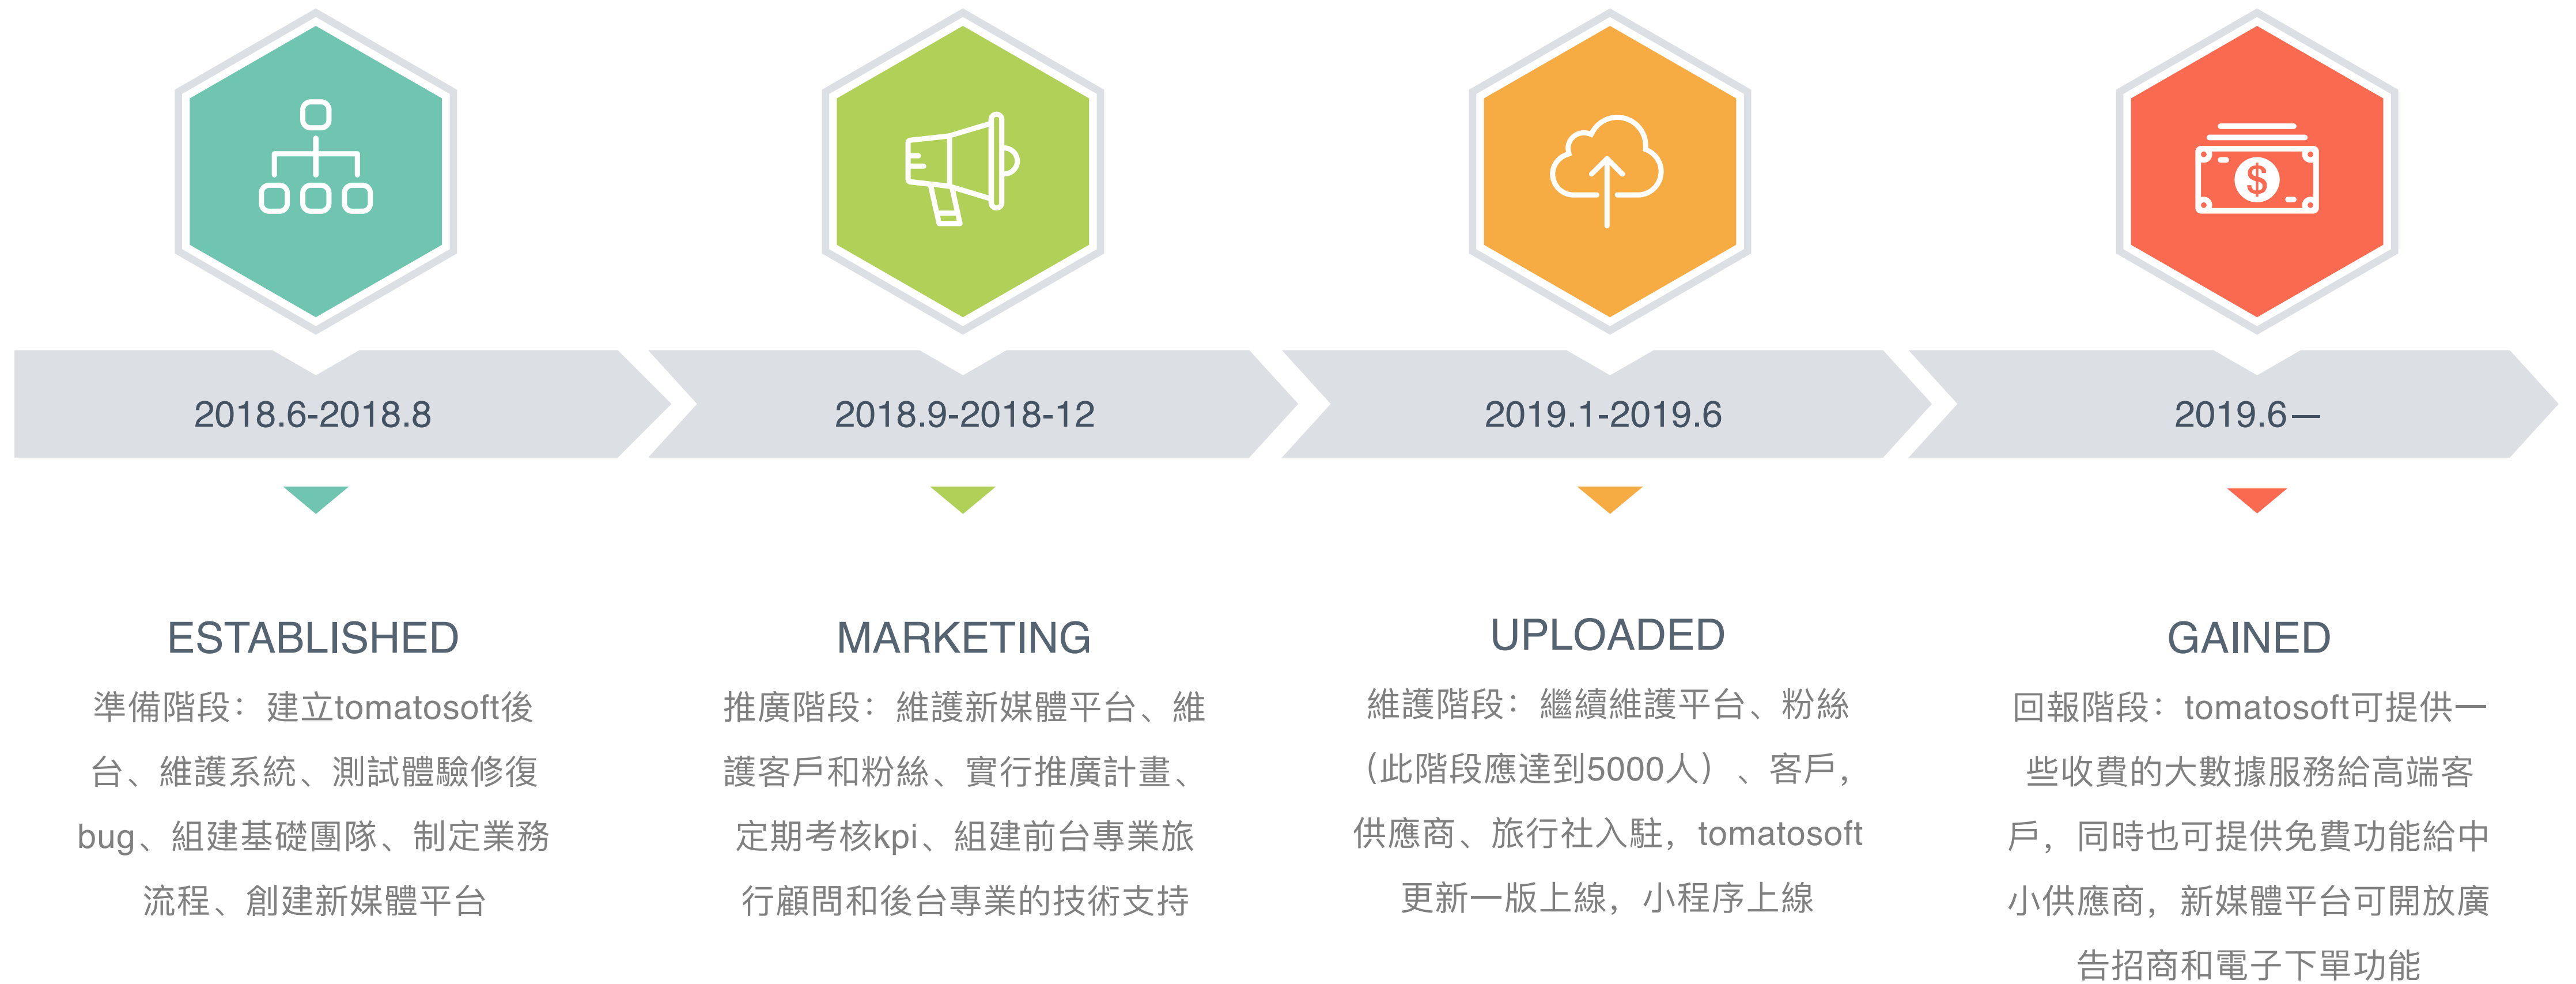 2018.6-2018.8
2018.9-2018-12
2019.1-2019.6
2019.6—
ESTABLISHED
準備階段：建立tomatosoft後
台、維護系統、測試體驗修復
bug、組建基礎團隊、制定業務
流程、創建新媒體平台
MARKETING
推廣階段：維護新媒體平台、維
護客戶和粉絲、實行推廣計畫、
定期考核kpi、組建前台專業旅
行顧問和後台專業的技術支持
UPLOADED
維護階段：繼續維護平台、粉絲
（此階段應達到5000人）、客戶，
供應商、旅行社入駐，tomatosoft
更新一版上線，小程序上線
GAINED
回報階段：tomatosoft可提供一
些收費的大數據服務給高端客
戶，同時也可提供免費功能給中
小供應商，新媒體平台可開放廣
告招商和電子下單功能